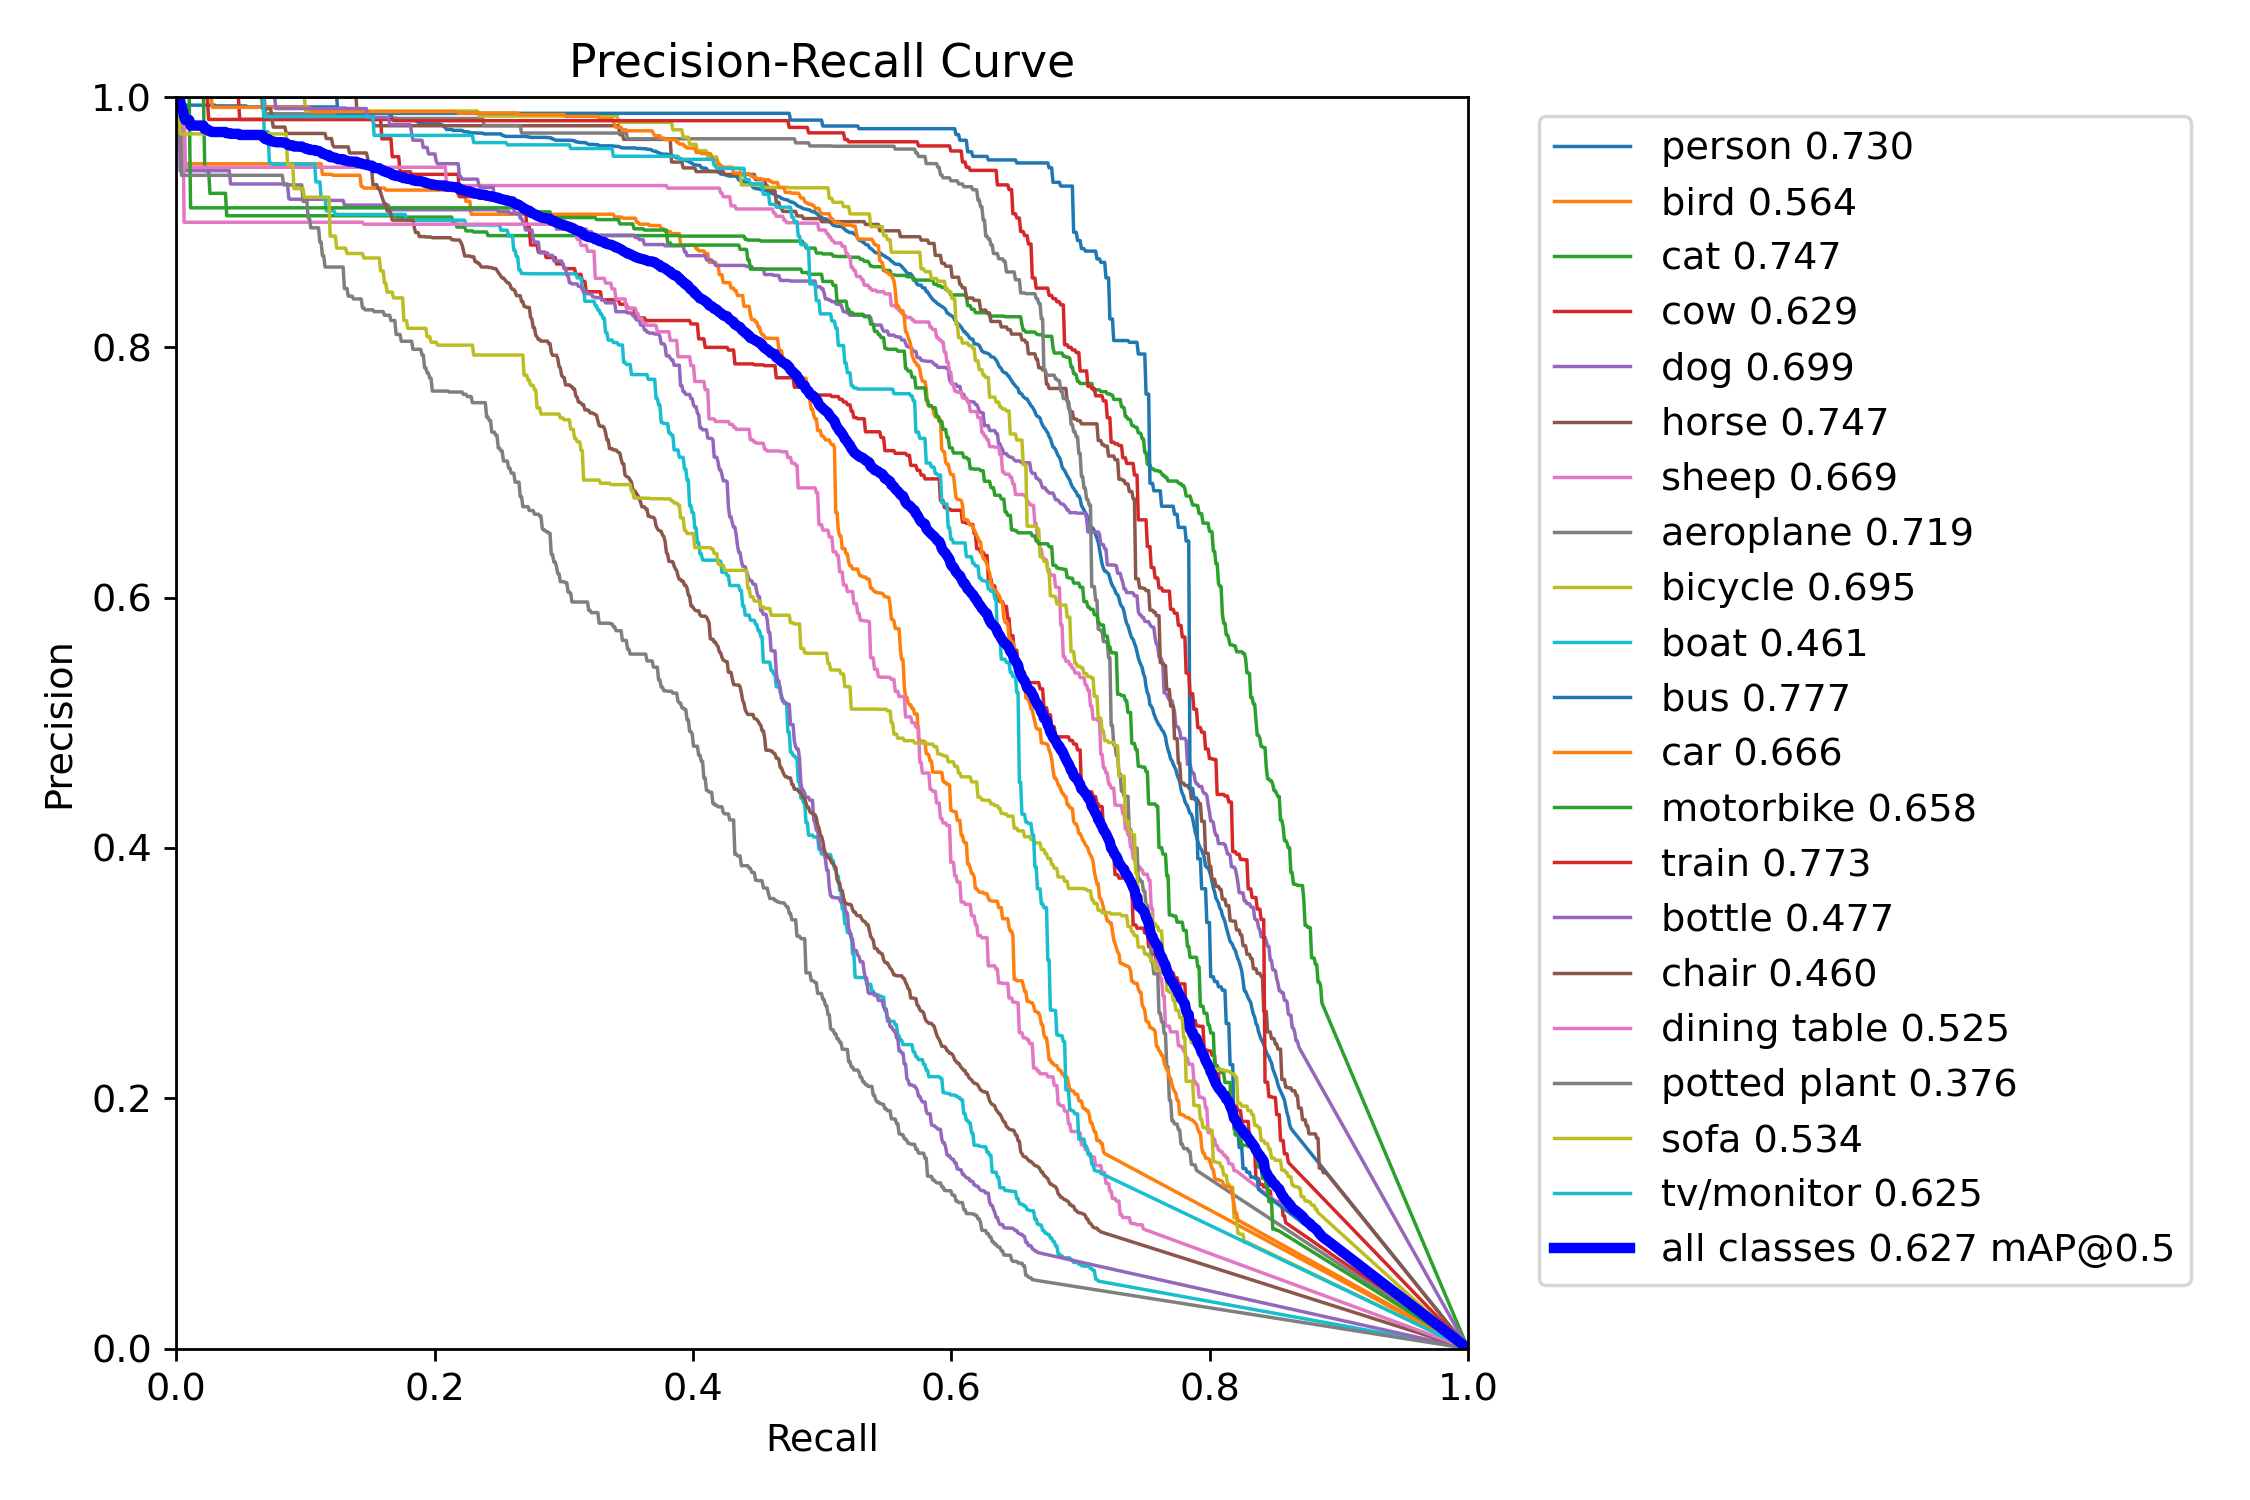 Precision-Recall Curve
1.0
0.8
0.6
0.4
0.2
0.0
Precision
0.0 0.2 0.4 0.6 0.8 1.0
Recall
person 0.730
bird 0.564
cat 0.747
cow 0.629
dog 0.699
horse 0.747
sheep 0.669
aeroplane 0.719
bicycle 0.695
boat 0.461
bus 0.777
car 0.666
motorbike 0.658
train 0.773
bottle 0.477
chair 0.460
dining table 0.525
potted plant 0.376
sofa 0.534
tv/monitor 0.625
all classes 0.627 mAP@0.5